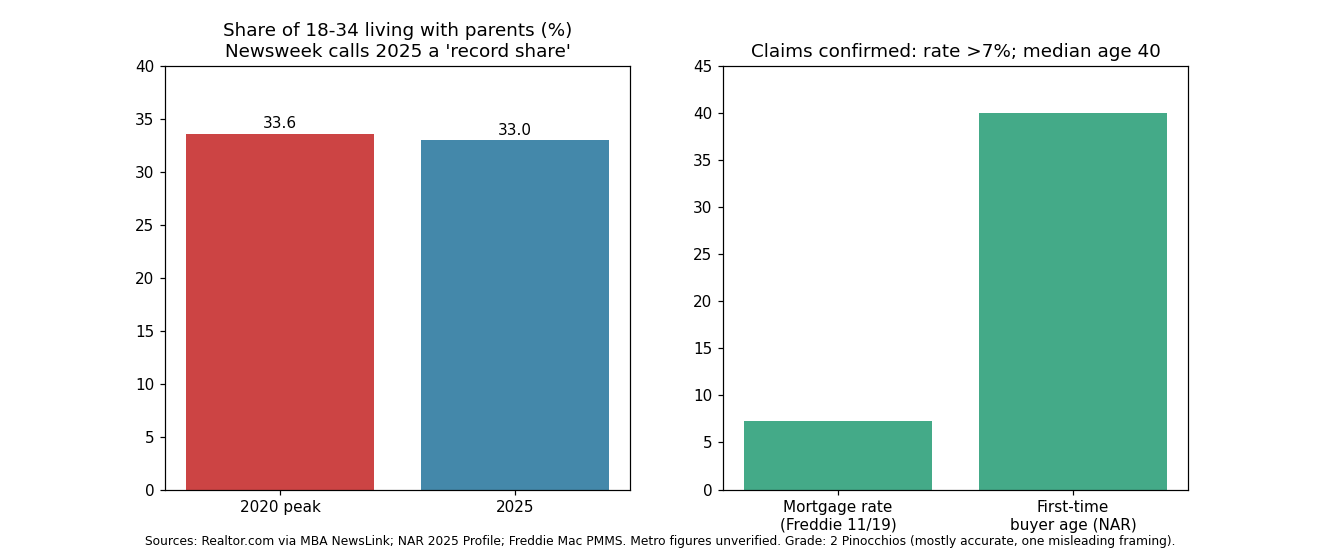 Share of 18-34 living with parents (%)
Newsweek calls 2025 a 'record share'
40
35
30
25
20
15
10
5
0
33.6
33.0
2020 peak
2025
Claims confirmed: rate >7%; median age 40
45
40
35
30
25
20
15
10
5
0
Mortgage rate
(Freddie 11/19)
First-time
buyer age (NAR)
Sources: Realtor.com via MBA NewsLink; NAR 2025 Profile; Freddie Mac PMMS. Metro figures unverified. Grade: 2 Pinocchios (mostly accurate, one misleading framing).